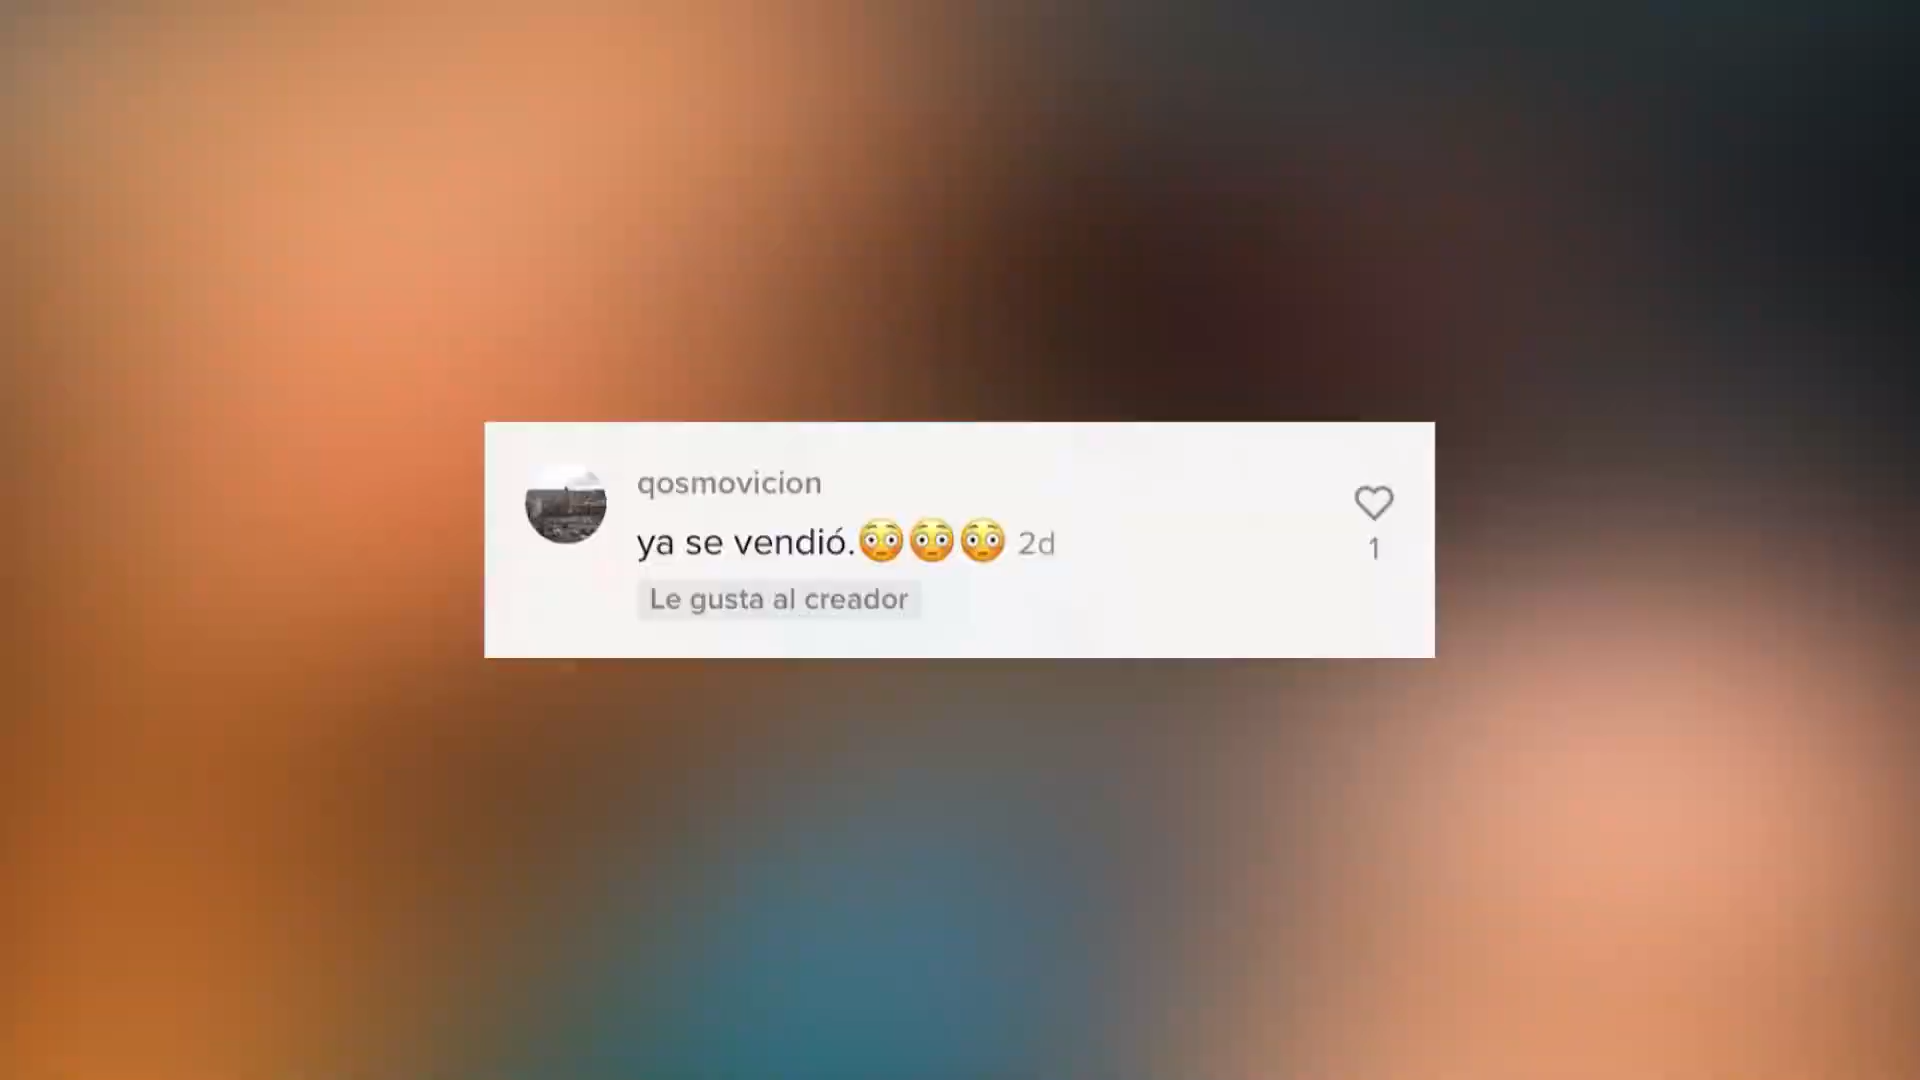 qosmovicion
ya se vendió.😳😳😳 2d
Le gusta al creador
1